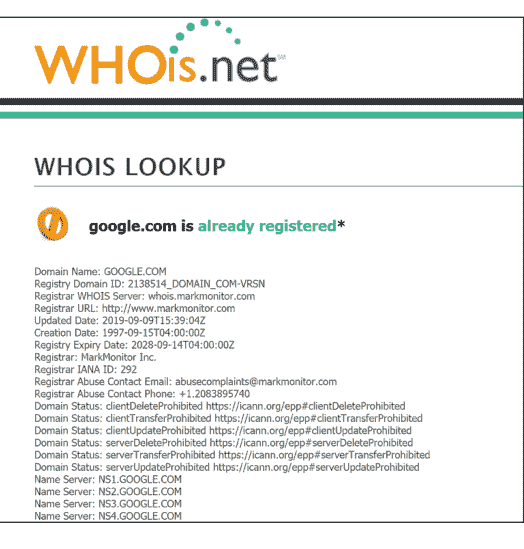 WHOis.net℠
WHOIS LOOKUP
google.com is already registered*
Domain Name: GOOGLE.COM
Registry Domain ID: 2138514_DOMAIN_COM-VRSN
Registrar WHOIS Server: whois.markmonitor.com
Registrar URL: http://www.markmonitor.com
Updated Date: 2019-09-09T15:39:04Z
Creation Date: 1997-09-15T04:00:00Z
Registry Expiry Date: 2028-09-14T04:00:00Z
Registrar: MarkMonitor Inc.
Registrar IANA ID: 292
Registrar Abuse Contact Email: abusecomplaints@markmonitor.com
Registrar Abuse Contact Phone: +1.2083895740
Domain Status: clientDeleteProhibited https://icann.org/epp#clientDeleteProhibited
Domain Status: clientTransferProhibited https://icann.org/epp#clientTransferProhibited
Domain Status: clientUpdateProhibited https://icann.org/epp#clientUpdateProhibited
Domain Status: serverDeleteProhibited https://icann.org/epp#serverDeleteProhibited
Domain Status: serverTransferProhibited https://icann.org/epp#serverTransferProhibited
Domain Status: serverUpdateProhibited https://icann.org/epp#serverUpdateProhibited
Name Server: NS1.GOOGLE.COM
Name Server: NS2.GOOGLE.COM
Name Server: NS3.GOOGLE.COM
Name Server: NS4.GOOGLE.COM